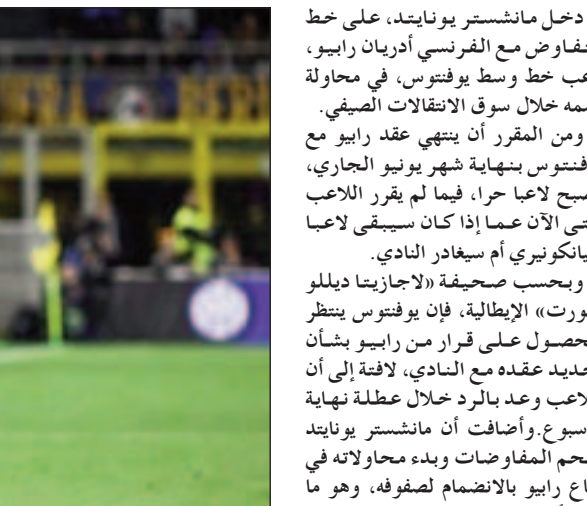 دخل مانشستر يونايتد، على خط
تفاوض مع الفرنسي أدريان رابيو،
عب خط وسط يوفنتوس، في محاولة
سمه خلال سوق الانتقالات الصيفي.
ومن المقرر أن ينتهي عقد رابيو مع
فنتوس بنهاية شهر يونيو الجاري،
صبح لاعبا حرا، فيما لم يقرر اللاعب
تى الآن عما إذا كان سيبقى لاعبا
يانكونيري أم سيغادر النادي.
وبحسب صحيفة «لاجازيتا ديللو
ورت» الإيطالية، فإن يوفنتوس ينتظر
حصول على قرار من رابيو بشأن
ديد عقده مع النادي، لافتة إلى أن
لاعب وعد بالرد خلال عطلة نهاية
سبوع.وأضافت أن مانشستر يونايتد
حم المفاوضات وبدء محاولاته في
اع رابيو بالانضمام لصفوفه، وهو ما